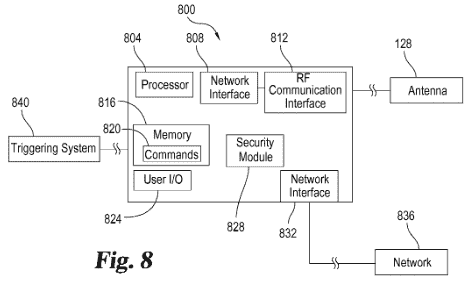 800
804
808
812
128
Processor
Network
Interface
RF
Communication
Interface
Antenna
840
816
820
Triggering System
Memory
Commands
Security
Module
User I/O
Network
Interface
824
828
832
836
Network
Fig. 8